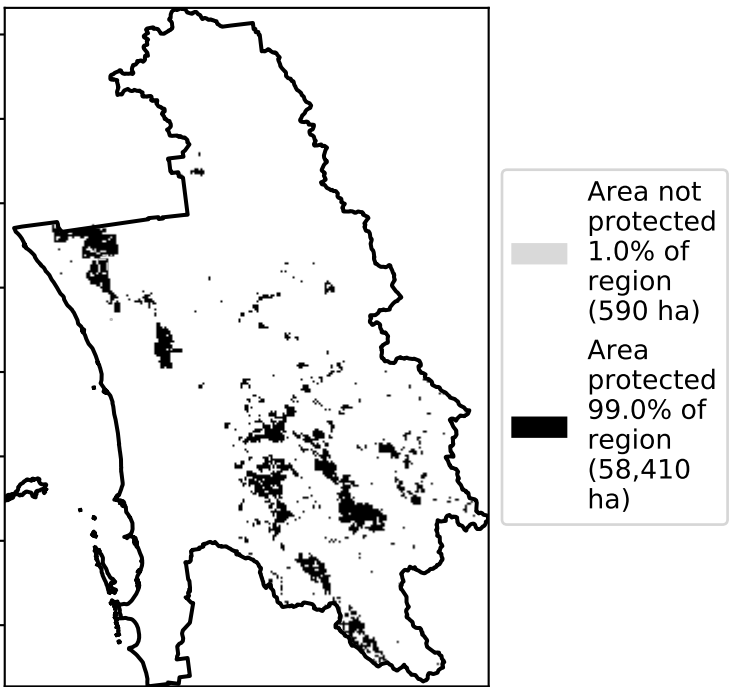 Area not
protected
1.0% of
region
(590 ha)
Area
protected
99.0% of
region
(58,410
ha)